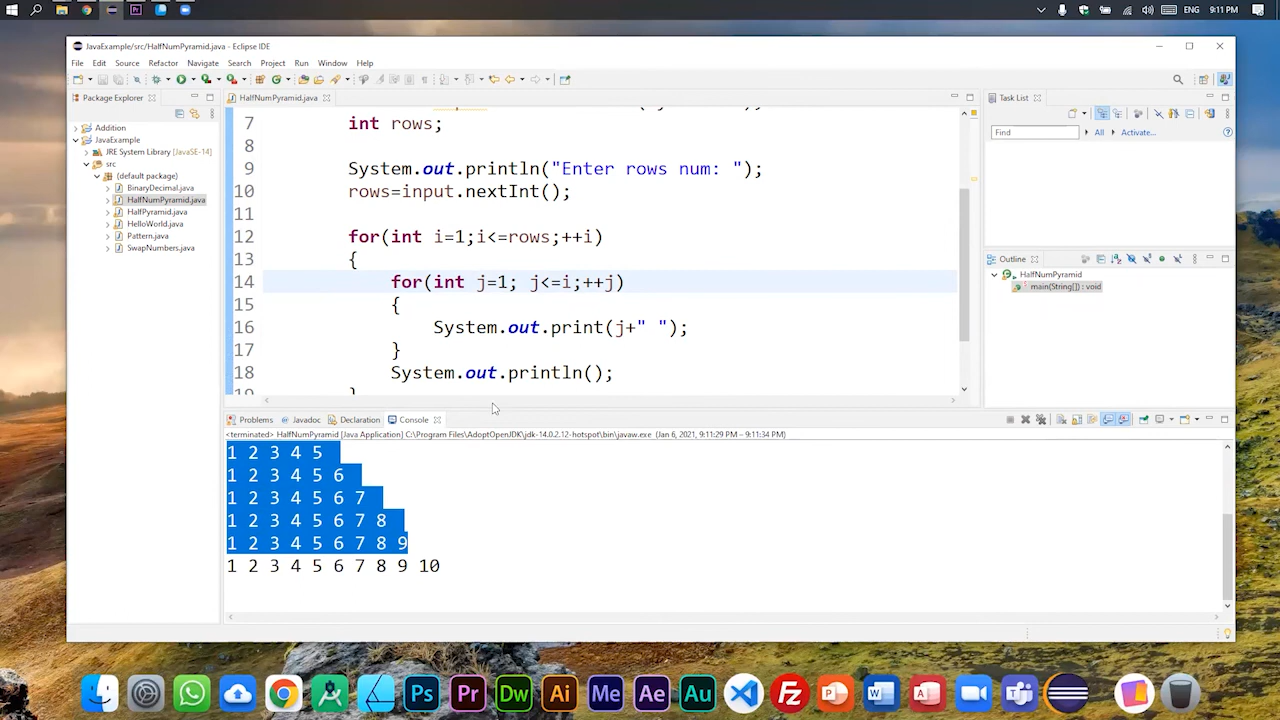 ENG 9:11 PM
JavaExample/src/HalfNumPyramid.java - Eclipse IDE
File Edit Source Refactor Navigate Search Project Run Window Help
Package Explorer
Addition
JavaExample
JRE System Library [JavaSE-14]
src
(default package)
BinaryDecimal.java
HalfNumPyramid.java
HalfPyramid.java
HelloWorld.java
Pattern.java
SwapNumbers.java
HalfNumPyramid.java
7 int rows;
8
9 System.out.println("Enter rows num: ");
10 rows=input.nextInt();
11
12 for(int i=1;i<=rows;++i)
13 {
14 for(int j=1; j<=i;++j)
15 {
16 System.out.print(j+" ");
17 }
18 System.out.println();
Task List
Find All Activate...
Outline
HalfNumPyramid
main(String[]) : void
Problems Javadoc Declaration Console
<terminated> HalfNumPyramid [Java Application] C:\Program Files\AdoptOpenJDK\jdk-14.0.2.12-hotspot\bin\javaw.exe (Jan 6, 2021, 9:11:29 PM – 9:11:34 PM)
1 2 3 4 5
1 2 3 4 5 6
1 2 3 4 5 6 7
1 2 3 4 5 6 7 8
1 2 3 4 5 6 7 8 9
1 2 3 4 5 6 7 8 9 10
Ps Pr Dw Ai Me Ae Au